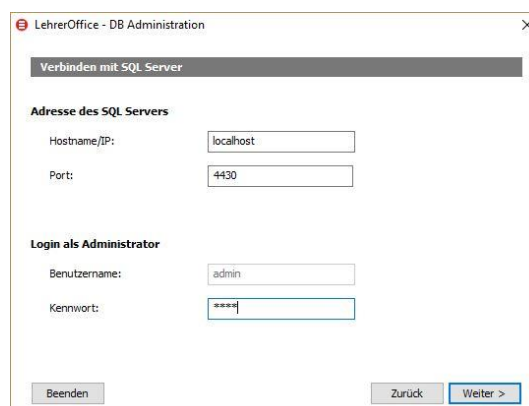 LehrerOffice - DB Administration
Verbinden mit SQL Server
Adresse des SQL Servers
Hostname/IP: localhost
Port: 4430
Login als Administrator
Benutzername: admin
Kennwort: ****
Beenden Zurück Weiter >